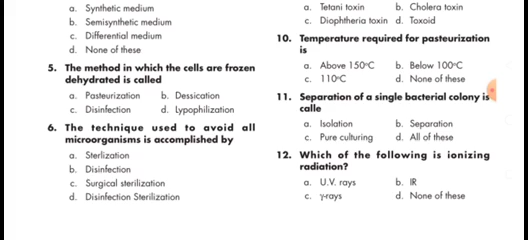 a. Synthetic medium
b. Semisynthetic medium
c. Differential medium
d. None of these
5. The method in which the cells are frozen
dehydrated is called
a. Pasteurization b. Dessication
c. Disinfection d. Lypophilization
6. The technique used to avoid all
microorganisms is accomplished by
a. Sterlization
b. Disinfection
c. Surgical sterilization
d. Disinfection Sterilization
a. Tetani toxin b. Cholera toxin
c. Diophtheria toxin d. Toxoid
10. Temperature required for pasteurization
is
a. Above 150°C b. Below 100°C
c. 110°C d. None of these
11. Separation of a single bacterial colony is
calle
a. Isolation b. Separation
c. Pure culturing d. All of these
12. Which of the following is ionizing
radiation?
a. U.V. rays b. IR
c. γ-rays d. None of these